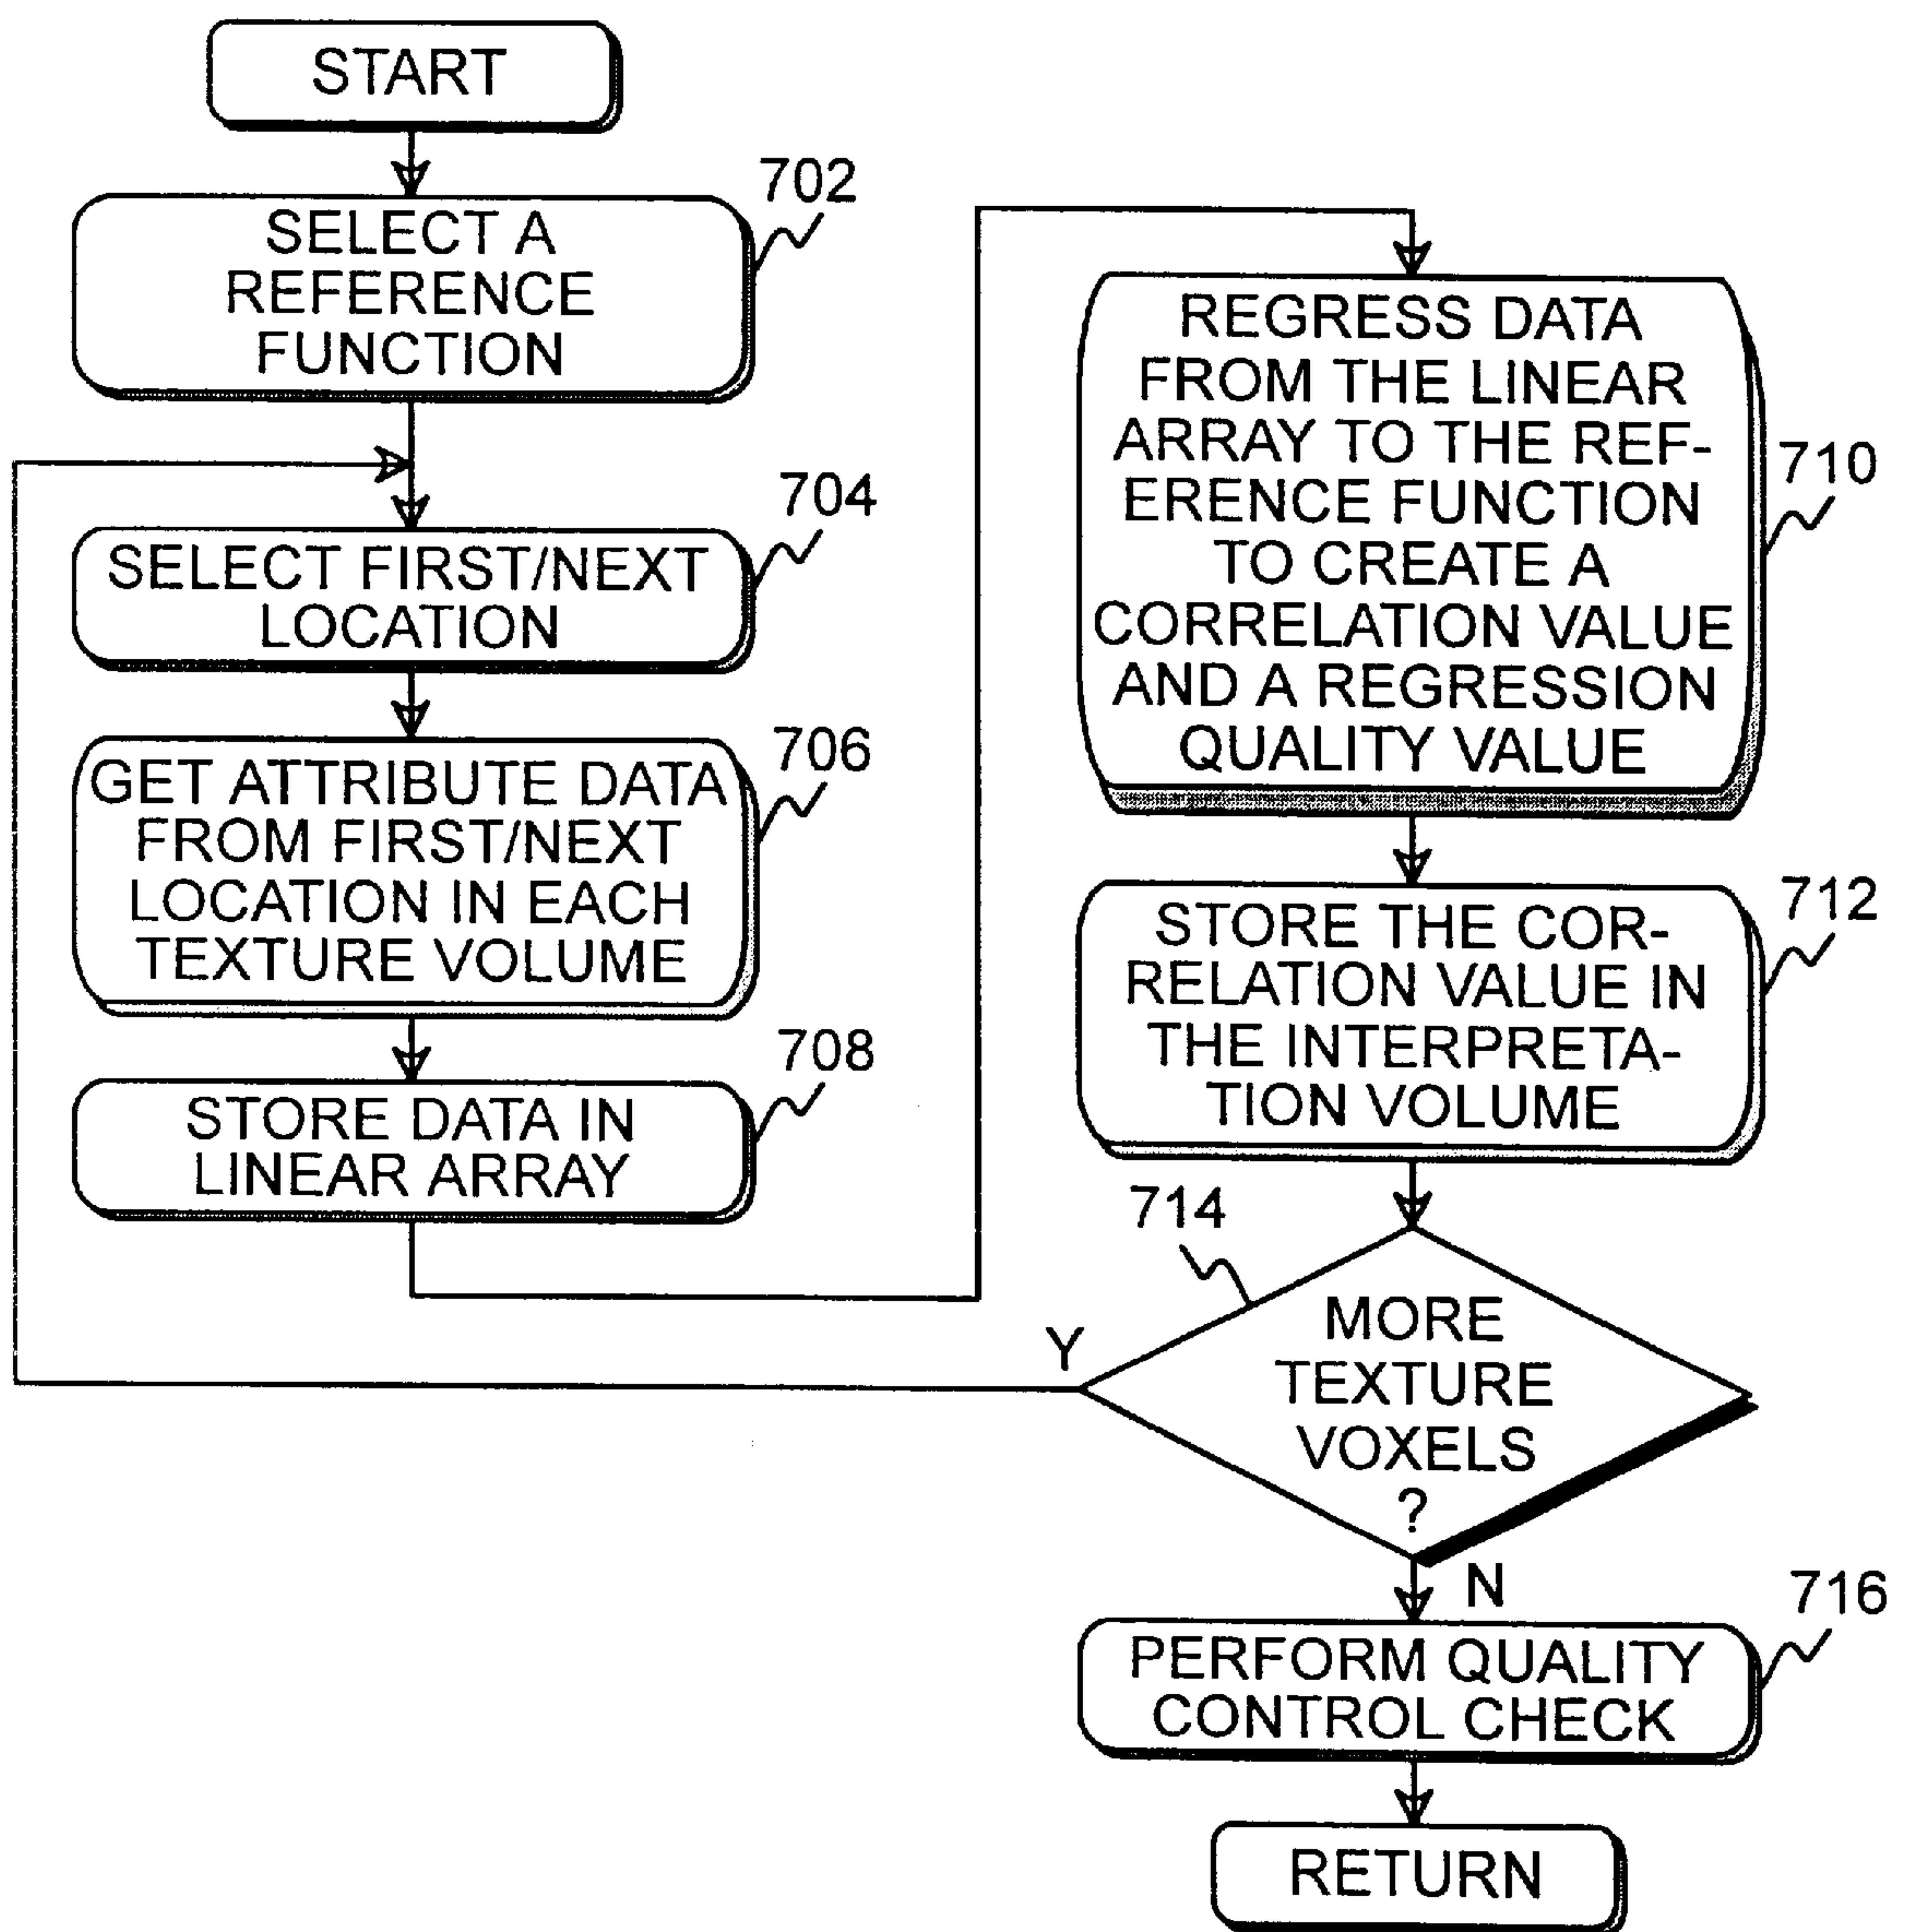 START
702
SELECT A
REFERENCE
FUNCTION
704
SELECT FIRST/NEXT
LOCATION
706
GET ATTRIBUTE DATA
FROM FIRST/NEXT
LOCATION IN EACH
TEXTURE VOLUME
708
STORE DATA IN
LINEAR ARRAY
710
REGRESS DATA
FROM THE LINEAR
ARRAY TO THE REF-
ERENCE FUNCTION
TO CREATE A
CORRELATION VALUE
AND A REGRESSION
QUALITY VALUE
712
STORE THE COR-
RELATION VALUE IN
THE INTERPRETA-
TION VOLUME
714
MORE
TEXTURE
VOXELS
?
Y
N
716
PERFORM QUALITY
CONTROL CHECK
RETURN